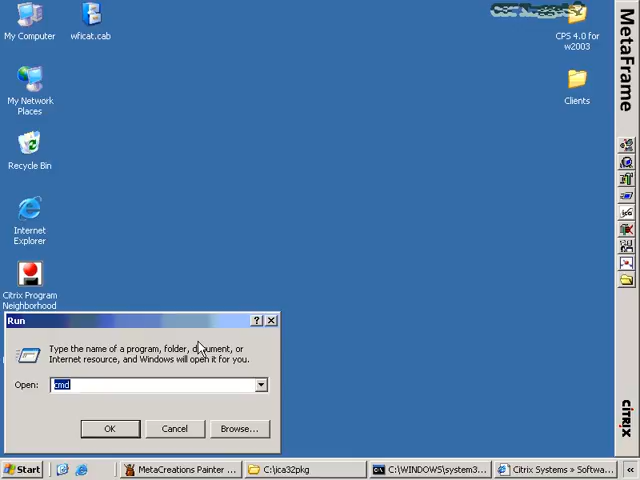 My Computer
wficat.cab
CPS 4.0 for
w2003
MetaFrame
My Network
Places
Clients
Recycle Bin
Internet
Explorer
Citrix Program
Neighborhood
Run
Type the name of a program, folder, document, or
Internet resource, and Windows will open it for you.
Open:
cmd
OK
Cancel
Browse...
CITRIX
Start
MetaCreations Painter ...
C:\ica32pkg
C:\WINDOWS\system3...
Citrix Systems » Softwa...